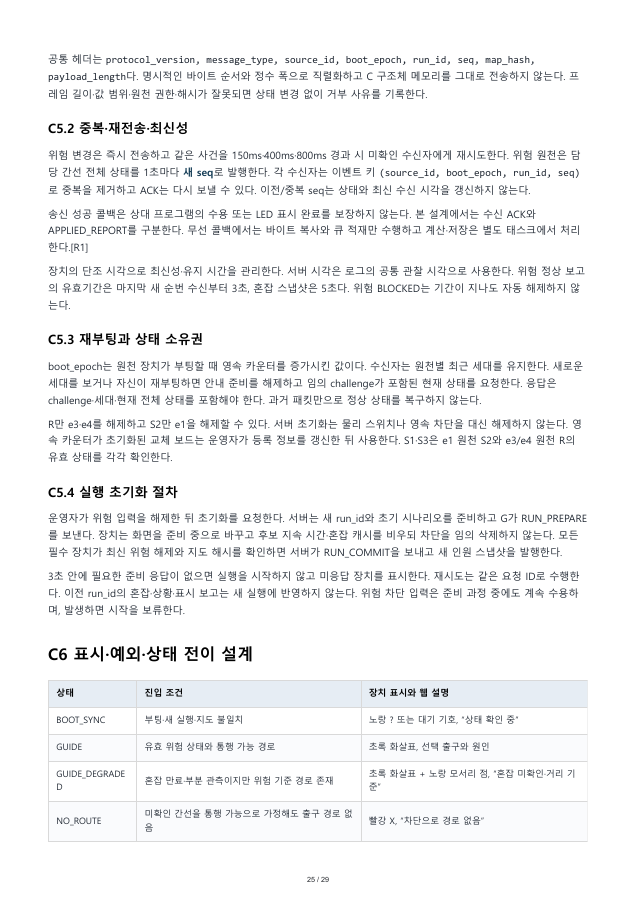 공통 헤더는 protocol_version, message_type, source_id, boot_epoch, run_id, seq, map_hash,
payload_length다. 명시적인 바이트 순서와 정수 폭으로 직렬화하고 C 구조체 메모리를 그대로 전송하지 않는다. 프
레임 길이·값 범위·원천 권한·해시가 잘못되면 상태 변경 없이 거부 사유를 기록한다.
C5.2 중복·재전송·최신성
위험 변경은 즉시 전송하고 같은 사건을 150ms·400ms·800ms 경과 시 미확인 수신자에게 재시도한다. 위험 원천은 담
당 간선 전체 상태를 1초마다 새 seq로 발행한다. 각 수신자는 이벤트 키 (source_id, boot_epoch, run_id, seq)
로 중복을 제거하고 ACK는 다시 보낼 수 있다. 이전/중복 seq는 상태와 최신 수신 시각을 갱신하지 않는다.
송신 성공 콜백은 상대 프로그램의 수용 또는 LED 표시 완료를 보장하지 않는다. 본 설계에서는 수신 ACK와
APPLIED_REPORT를 구분한다. 무선 콜백에서는 바이트 복사와 큐 적재만 수행하고 계산·저장은 별도 태스크에서 처리
한다.[R1]
장치의 단조 시각으로 최신성·유지 시간을 관리한다. 서버 시각은 로그의 공통 관찰 시각으로 사용한다. 위험 정상 보고
의 유효기간은 마지막 새 순번 수신부터 3초, 혼잡 스냅샷은 5초다. 위험 BLOCKED는 기간이 지나도 자동 해제하지 않
는다.
C5.3 재부팅과 상태 소유권
boot_epoch는 원천 장치가 부팅할 때 영속 카운터를 증가시킨 값이다. 수신자는 원천별 최근 세대를 유지한다. 새로운
세대를 보거나 자신이 재부팅하면 안내 준비를 해제하고 임의 challenge가 포함된 현재 상태를 요청한다. 응답은
challenge·세대·현재 전체 상태를 포함해야 한다. 과거 패킷만으로 정상 상태를 복구하지 않는다.
R만 e3·e4를 해제하고 S2만 e1을 해제할 수 있다. 서버 초기화는 물리 스위치나 영속 차단을 대신 해제하지 않는다. 영
속 카운터가 초기화된 교체 보드는 운영자가 등록 정보를 갱신한 뒤 사용한다. S1·S3은 e1 원천 S2와 e3/e4 원천 R의
유효 상태를 각각 확인한다.
C5.4 실행 초기화 절차
운영자가 위험 입력을 해제한 뒤 초기화를 요청한다. 서버는 새 run_id와 초기 시나리오를 준비하고 G가 RUN_PREPARE
를 보낸다. 장치는 화면을 준비 중으로 바꾸고 후보 지속 시간·혼잡 캐시를 비우되 차단을 임의 삭제하지 않는다. 모든
필수 장치가 최신 위험 해제와 지도 해시를 확인하면 서버가 RUN_COMMIT을 보내고 새 인원 스냅샷을 발행한다.
3초 안에 필요한 준비 응답이 없으면 실행을 시작하지 않고 미응답 장치를 표시한다. 재시도는 같은 요청 ID로 수행한
다. 이전 run_id의 혼잡·상황·표시 보고는 새 실행에 반영하지 않는다. 위험 차단 입력은 준비 과정 중에도 계속 수용하
며, 발생하면 시작을 보류한다.
C6 표시·예외·상태 전이 설계
상태 진입 조건 장치 표시와 웹 설명
BOOT_SYNC 부팅·새 실행·지도 불일치 노랑 ? 또는 대기 기호, "상태 확인 중"
GUIDE 유효 위험 상태와 통행 가능 경로 초록 화살표, 선택 출구와 원인
GUIDE_DEGRADE
D 혼잡 만료·부분 관측이지만 위험 기준 경로 존재 초록 화살표 + 노랑 모서리 점, "혼잡 미확인·거리 기
준"
NO_ROUTE 미확인 간선을 통행 가능으로 가정해도 출구 경로 없
음 빨강 X, "차단으로 경로 없음"
25 / 29